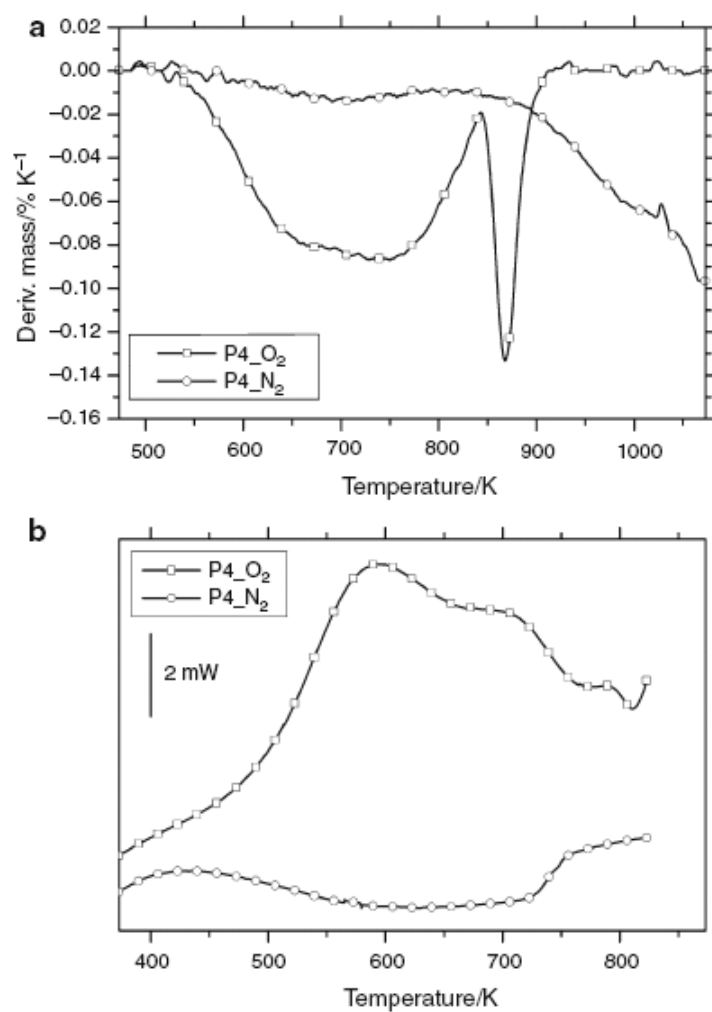 a
0.02
0.00
−0.02
−0.04
−0.06
−0.08
−0.10
−0.12
−0.14
−0.16
Deriv. mass/% K⁻¹
P4_O₂
P4_N₂
500 600 700 800 900 1000
Temperature/K
b
P4_O₂
P4_N₂
2 mW
400 500 600 700 800
Temperature/K